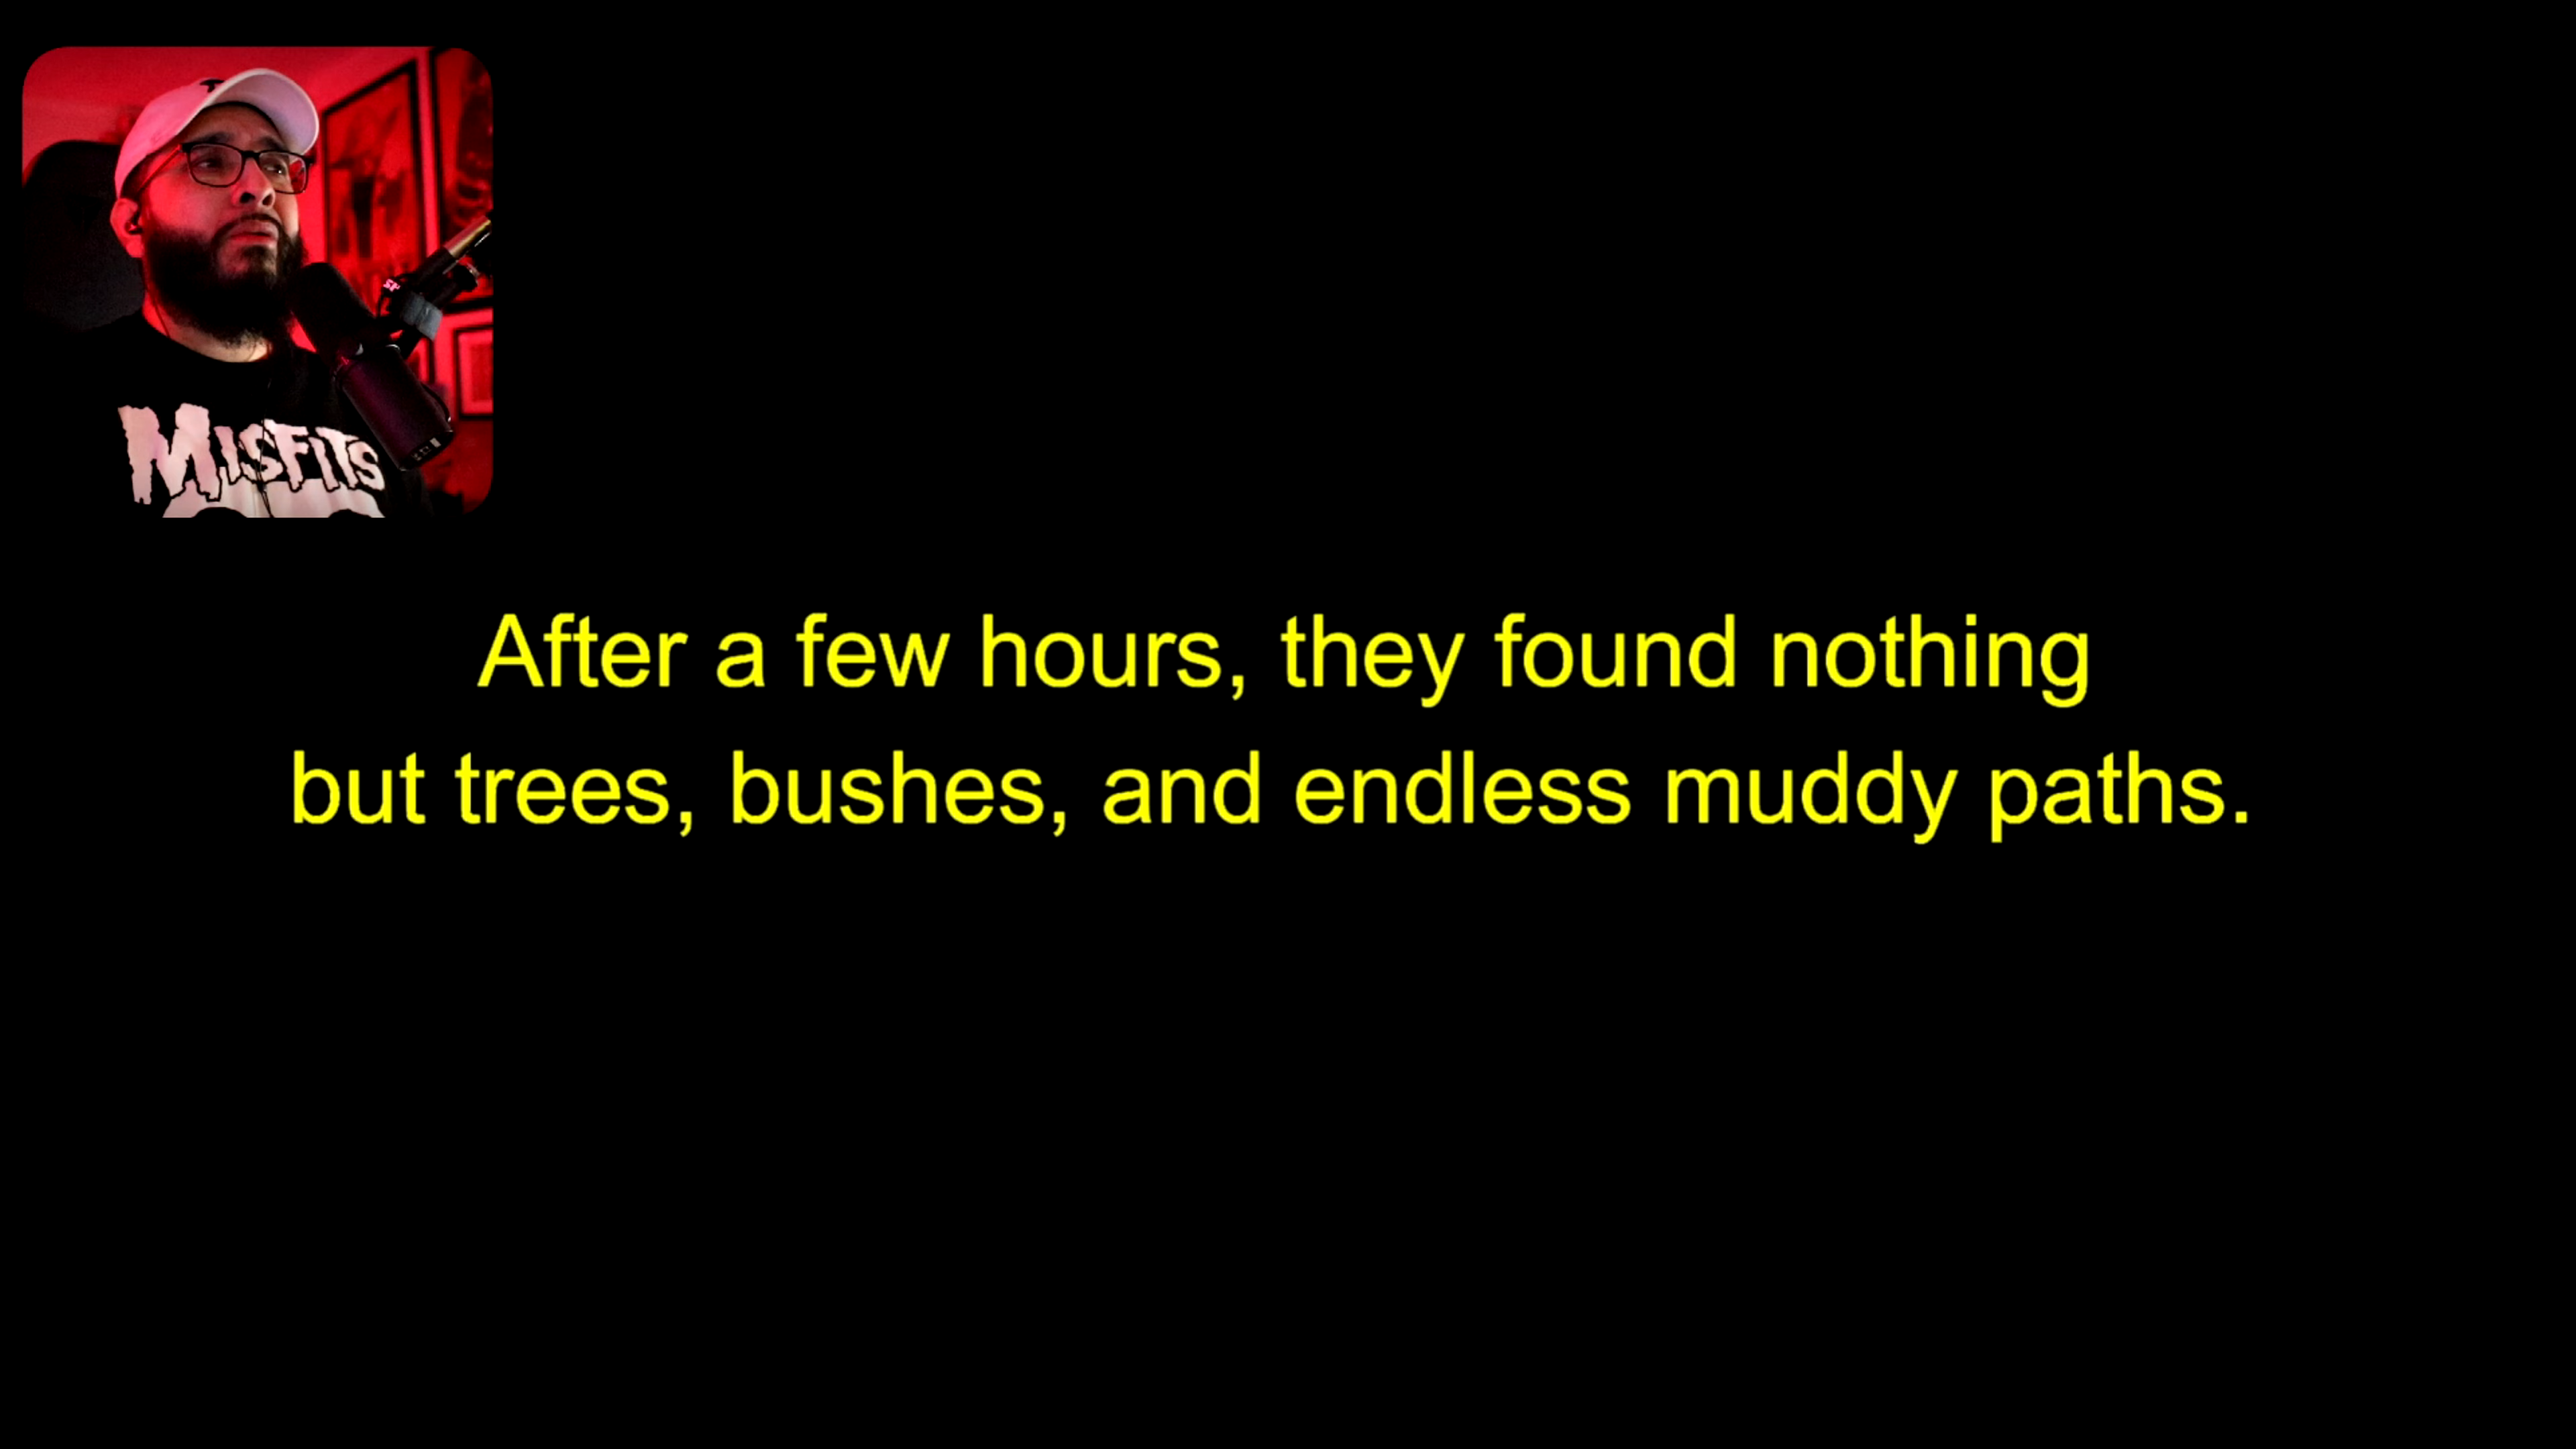 MISFITS
After a few hours, they found nothing
but trees, bushes, and endless muddy paths.